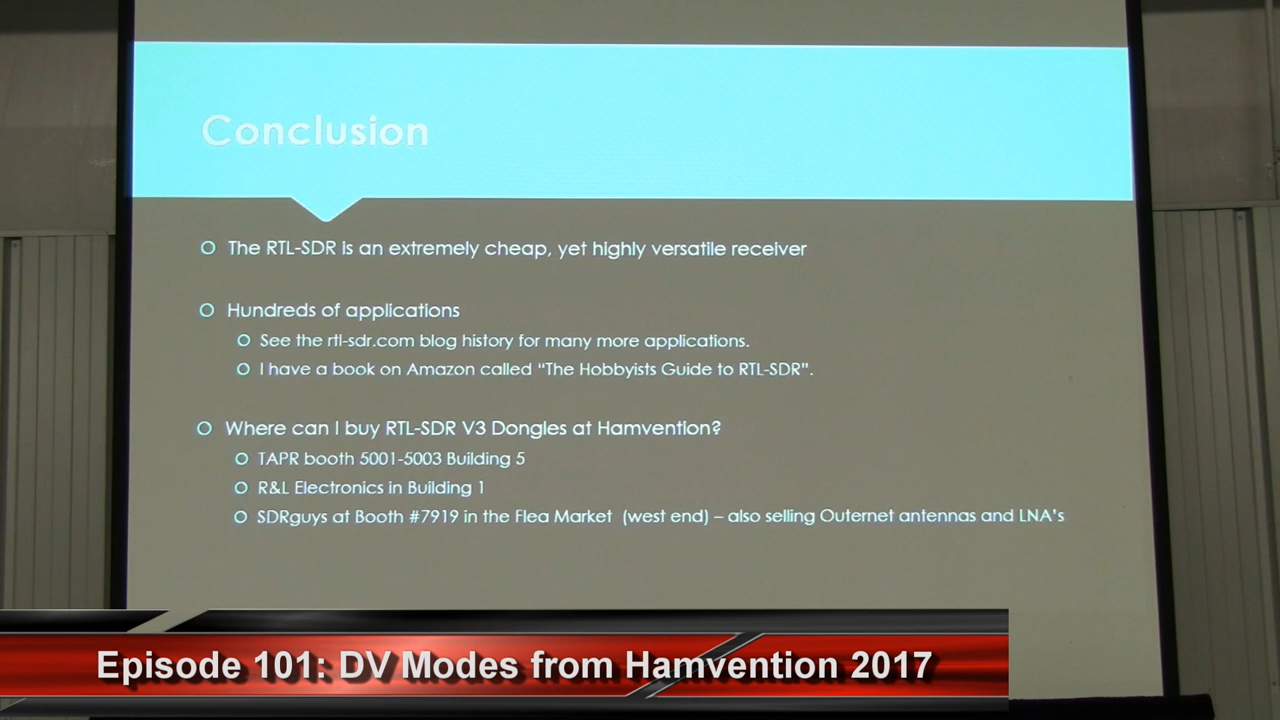 Conclusion
The RTL-SDR is an extremely cheap, yet highly versatile receiver
Hundreds of applications
See the rtl-sdr.com blog history for many more applications.
I have a book on Amazon called “The Hobbyists Guide to RTL-SDR”.
Where can I buy RTL-SDR V3 Dongles at Hamvention?
TAPR booth 5001-5003 Building 5
R&L Electronics in Building 1
SDRguys at Booth #7919 in the Flea Market (west end) – also selling Outernet antennas and LNA’s
Episode 101: DV Modes from Hamvention 2017